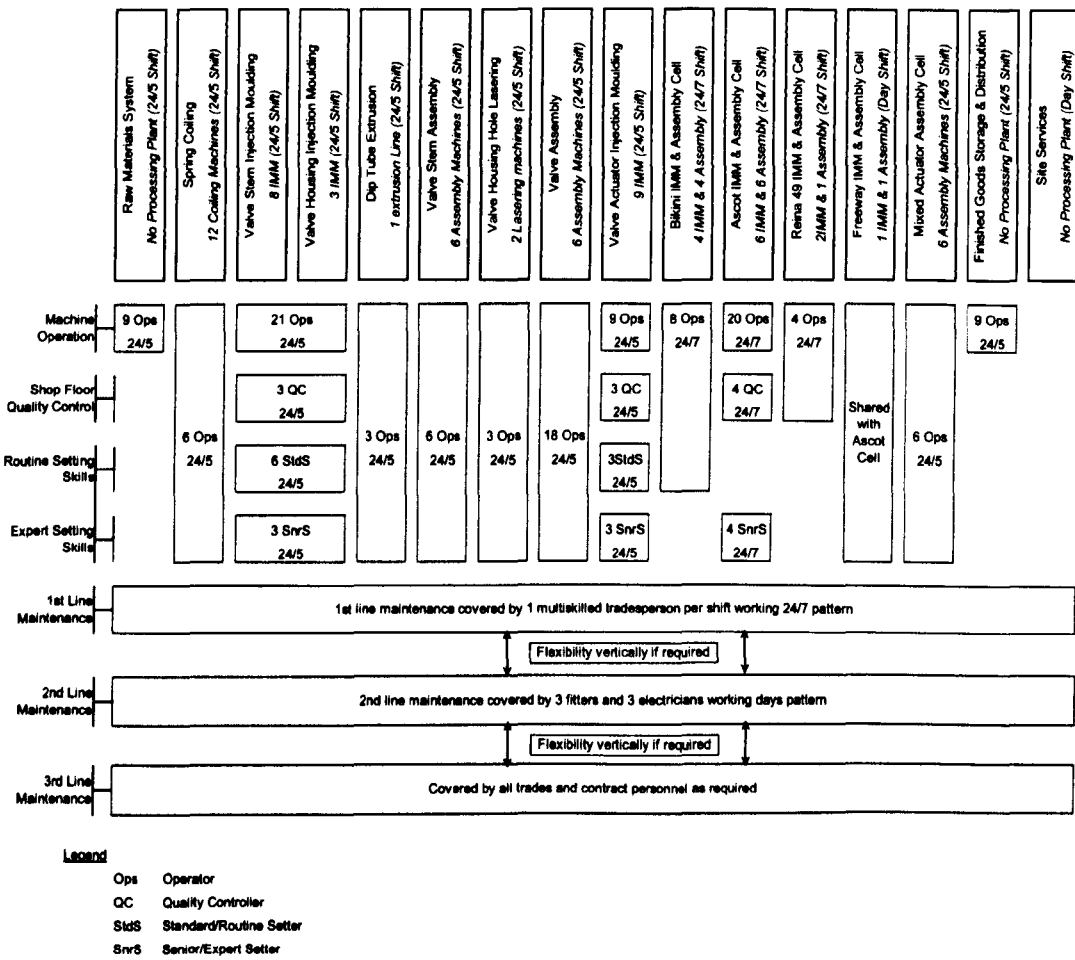 Raw Materials System
No Processing Plant (24/5 Shift)
Spring Coiling
12 Coiling Machines (24/5 Shift)
Valve Stem Injection Moulding
8 IMM (24/5 Shift)
Valve Housing Injection Moulding
3 IMM (24/5 Shift)
Dip Tube Extrusion
1 extrusion Line (24/5 Shift)
Valve Stem Assembly
6 Assembly Machines (24/5 Shift)
Valve Housing Hole Lasering
2 Lasering machines (24/5 Shift)
Valve Assembly
6 Assembly Machines (24/5 Shift)
Valve Actuator Injection Moulding
9 IMM (24/5 Shift)
Bikini IMM & Assembly Cell
4 IMM & 4 Assembly (24/7 Shift)
Ascot IMM & Assembly Cell
6 IMM & 6 Assembly (24/7 Shift)
Reina 49 IMM & Assembly Cell
2IMM & 1 Assembly (24/7 Shift)
Freeway IMM & Assembly Cell
1 IMM & 1 Assembly (Day Shift)
Mixed Actuator Assembly Cell
6 Assembly Machines (24/5 Shift)
Finished Goods Storage & Distribution
No Processing Plant (24/5 Shift)
Site Services
No Processing Plant (Day Shift)
Machine
Operation
9 Ops
24/5
21 Ops
24/5
9 Ops
24/5
8 Ops
24/7
20 Ops
24/7
4 Ops
24/7
9 Ops
24/5
Shop Floor
Quality Control
3 QC
24/5
3 QC
24/5
4 QC
24/7
Routine Setting
Skills
6 Ops
24/5
6 StdS
24/5
3 Ops
24/5
6 Ops
24/5
3 Ops
24/5
18 Ops
24/5
3StdS
24/5
Shared
with
Ascot
Cell
6 Ops
24/5
Expert Setting
Skills
3 SnrS
24/5
3 SnrS
24/5
4 SnrS
24/7
1st Line
Maintenance
1st line maintenance covered by 1 multiskilled tradesperson per shift working 24/7 pattern
Flexibility vertically if required
2nd Line
Maintenance
2nd line maintenance covered by 3 fitters and 3 electricians working days pattern
Flexibility vertically if required
3rd Line
Maintenance
Covered by all trades and contract personnel as required
Legend
Ops Operator
QC Quality Controller
StdS Standard/Routine Setter
SnrS Senior/Expert Setter